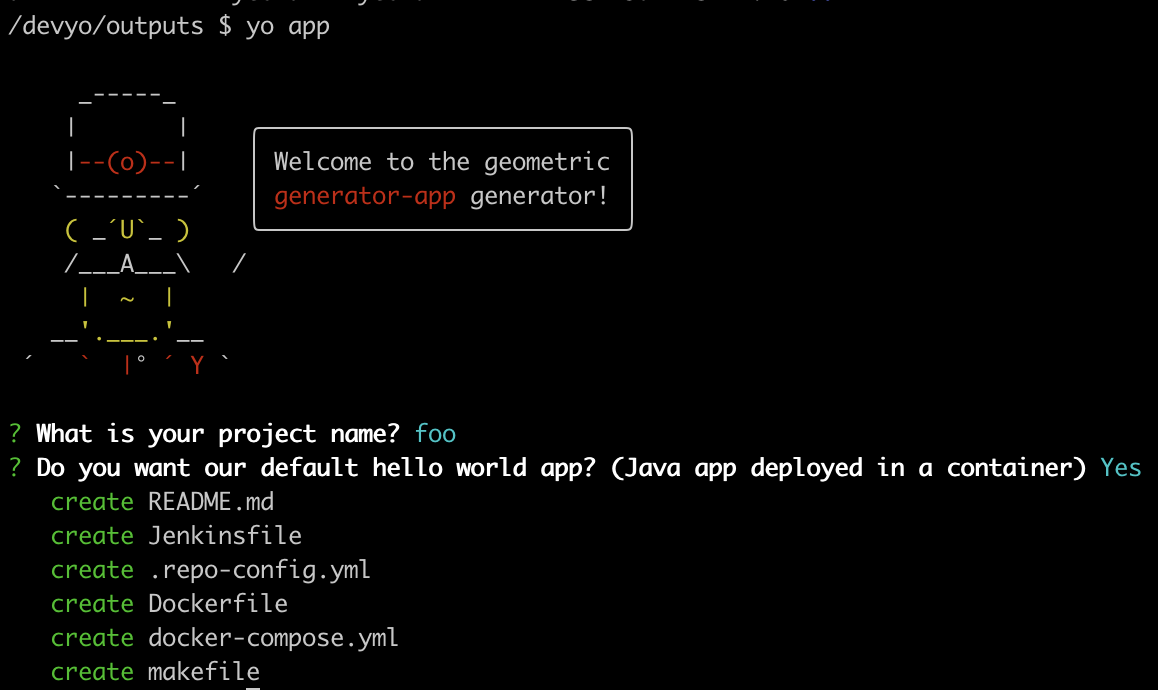 /devyo/outputs $ yo app
     _-----_
    |       |
    |--(o)--|
   `---------´
    ( _´U`_ )
    /___A___\   /
     |  ~  |
   __'.___.'__
 ´   `  |° ´ Y `
Welcome to the geometric
generator-app generator!
? What is your project name? foo
? Do you want our default hello world app? (Java app deployed in a container) Yes
   create README.md
   create Jenkinsfile
   create .repo-config.yml
   create Dockerfile
   create docker-compose.yml
   create makefile